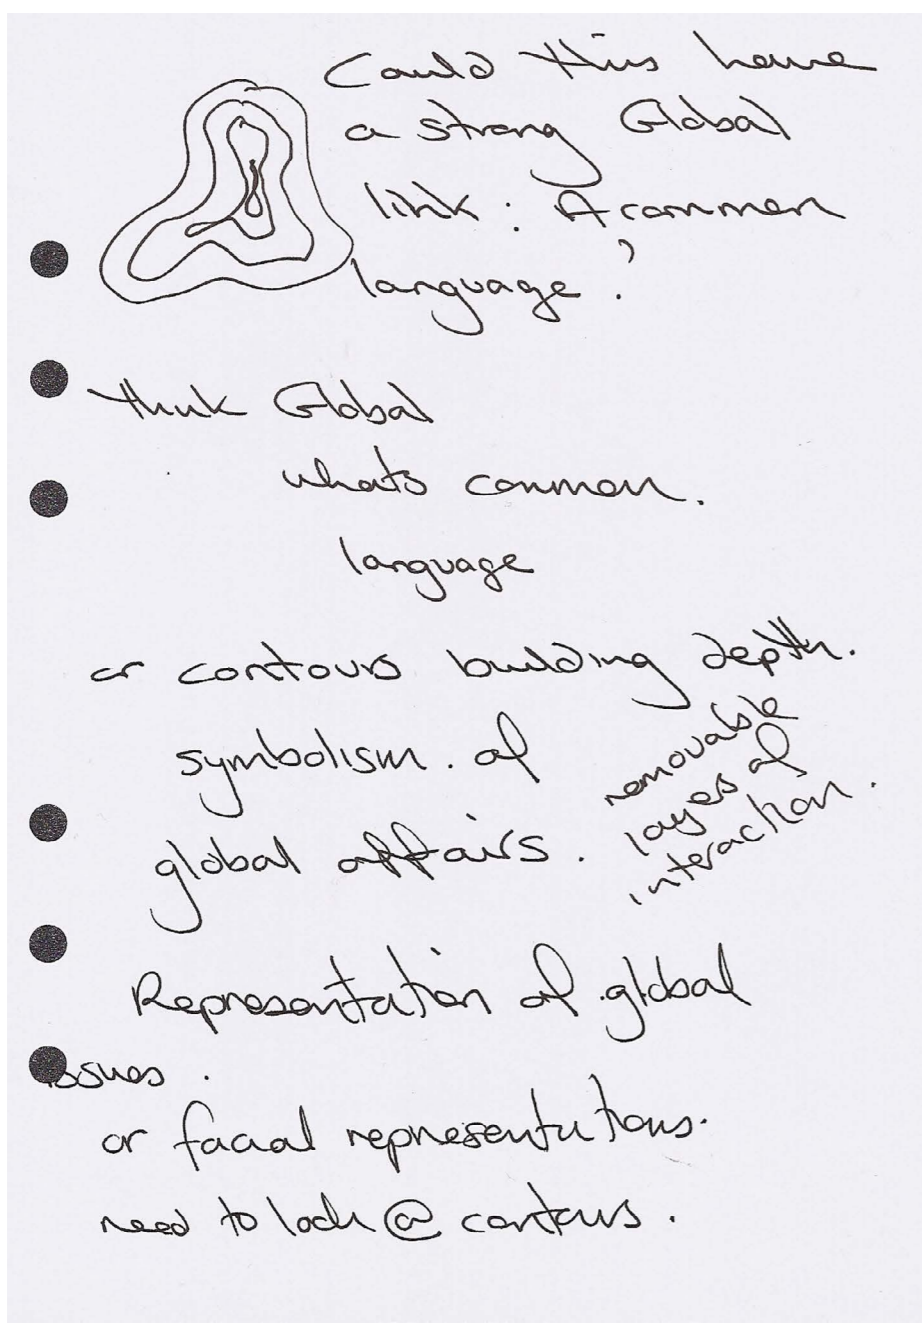 Could this have
a strong Global
link. A common
language?
think Global
whats common.
language
or contours building depth.
symbolism. of
global affairs.
removable
layers of
interaction.
Representation of global
issues.
or facial representations.
need to look @ contours.